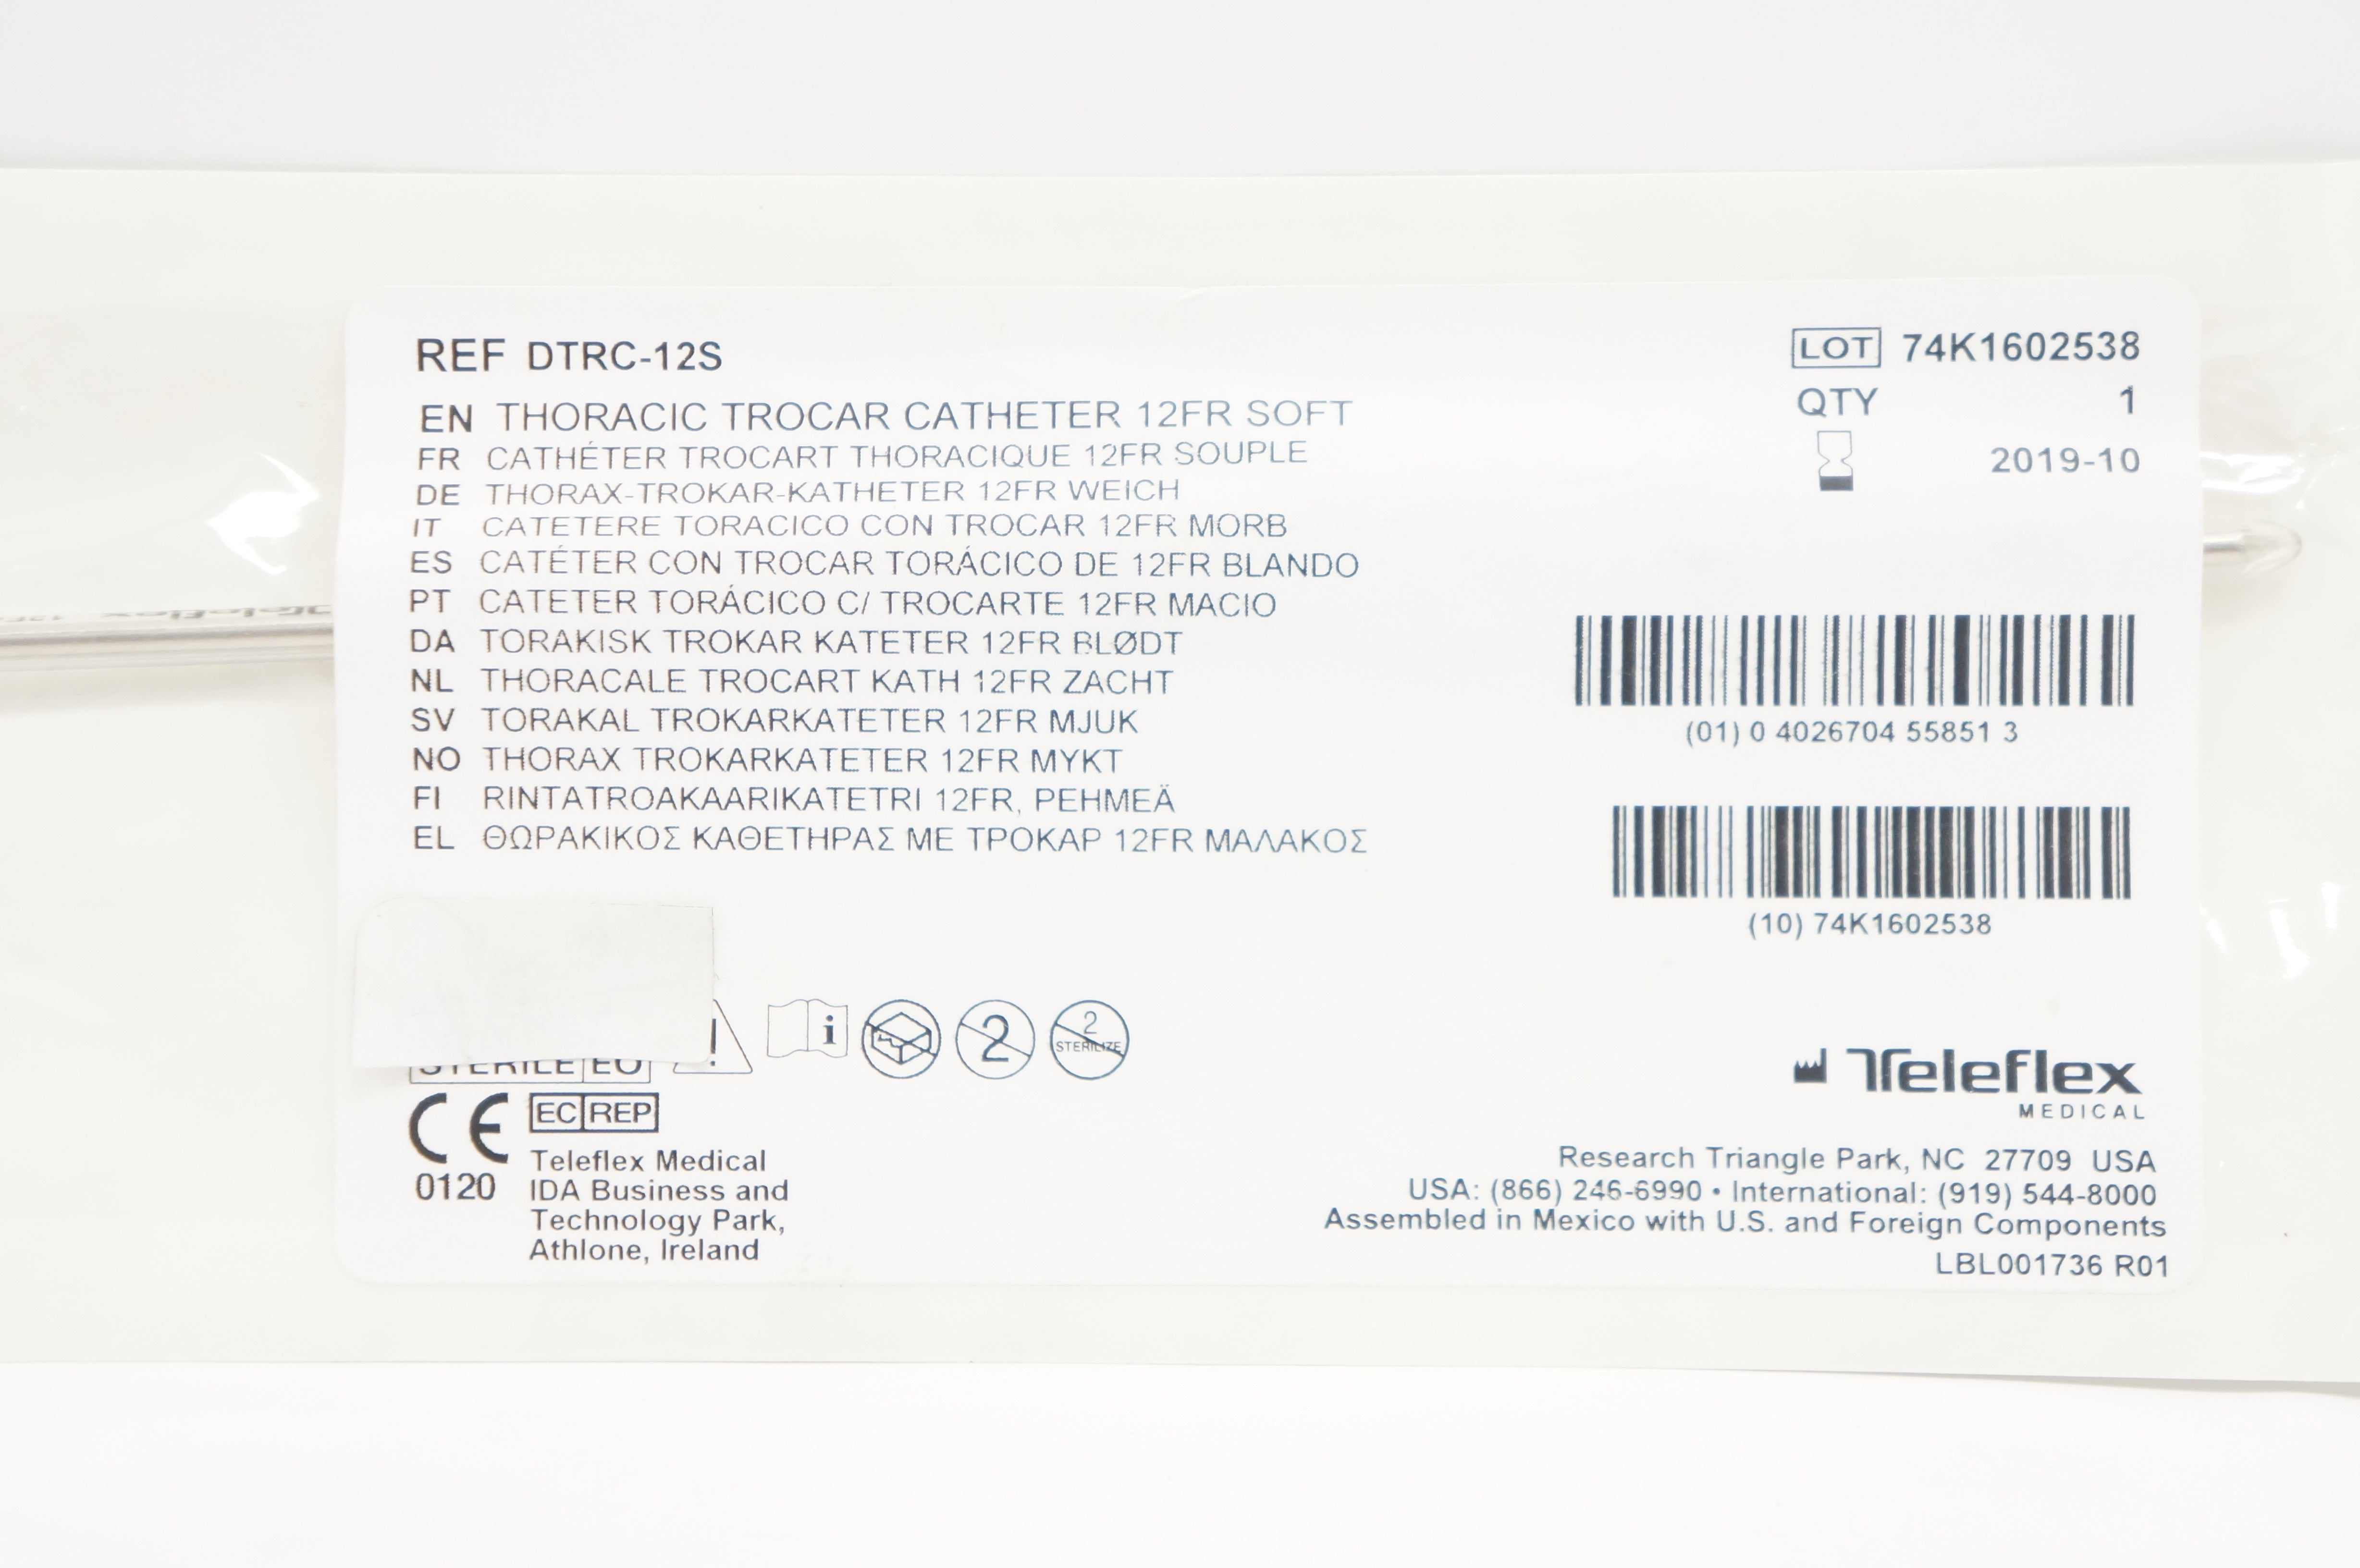 REF DTRC-12S
LOT 74K1602538
QTY 1
2019-10
EN THORACIC TROCAR CATHETER 12FR SOFT
FR CATHÉTER TROCART THORACIQUE 12FR SOUPLE
DE THORAX-TROKAR-KATHETER 12FR WEICH
IT CATETERE TORACICO CON TROCAR 12FR MORB
ES CATÉTER CON TROCAR TORÁCICO DE 12FR BLANDO
PT CATETER TORÁCICO C/ TROCARTE 12FR MACIO
DA TORAKISK TROKAR KATETER 12FR BLØDT
NL THORACALE TROCART KATH 12FR ZACHT
SV TORAKAL TROKARKATETER 12FR MJUK
NO THORAX TROKARKATETER 12FR MYKT
FI RINTATROAKAARIKATETRI 12FR, PEHMEÄ
EL ΘΩΡΑΚΙΚΟΣ ΚΑΘΕΤΗΡΑΣ ΜΕ ΤΡΟΚΑΡ 12FR ΜΑΛΑΚΟΣ
(01) 0 4026704 55851 3
(10) 74K1602538
STERILE EO
! i 2 2
STERILIZE
CE 0120
EC REP
Teleflex Medical
IDA Business and
Technology Park,
Athlone, Ireland
Teleflex
MEDICAL
Research Triangle Park, NC 27709 USA
USA: (866) 246-6990 • International: (919) 544-8000
Assembled in Mexico with U.S. and Foreign Components
LBL001736 R01
Teleflex